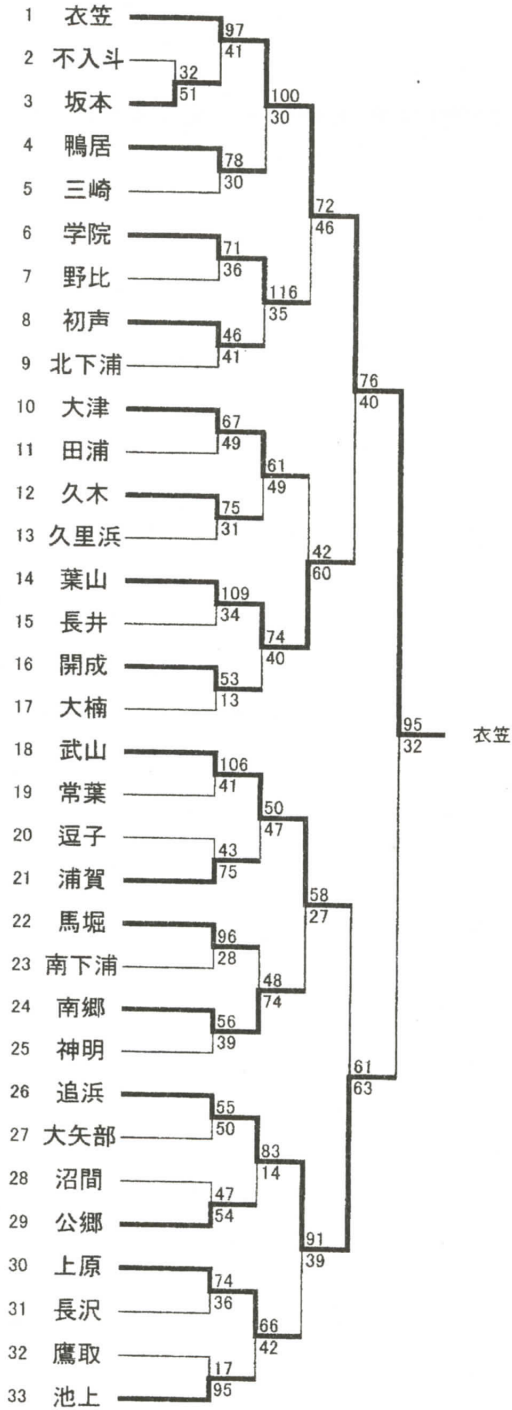 1 衣笠
97
41
2 不入斗
32
51
3 坂本
100
30
4 鴨居
78
30
5 三崎
72
46
6 学院
71
36
7 野比
116
35
8 初声
46
41
9 北下浦
76
40
10 大津
67
49
11 田浦
61
49
12 久木
75
31
13 久里浜
42
60
14 葉山
109
34
15 長井
74
40
16 開成
53
13
17 大楠
95
32
衣笠
18 武山
106
41
19 常葉
50
47
20 逗子
43
75
21 浦賀
58
27
22 馬堀
96
28
23 南下浦
48
74
24 南郷
56
39
25 神明
61
63
26 追浜
55
50
27 大矢部
83
14
28 沼間
47
54
29 公郷
91
39
30 上原
74
36
31 長沢
66
42
32 鷹取
17
95
33 池上